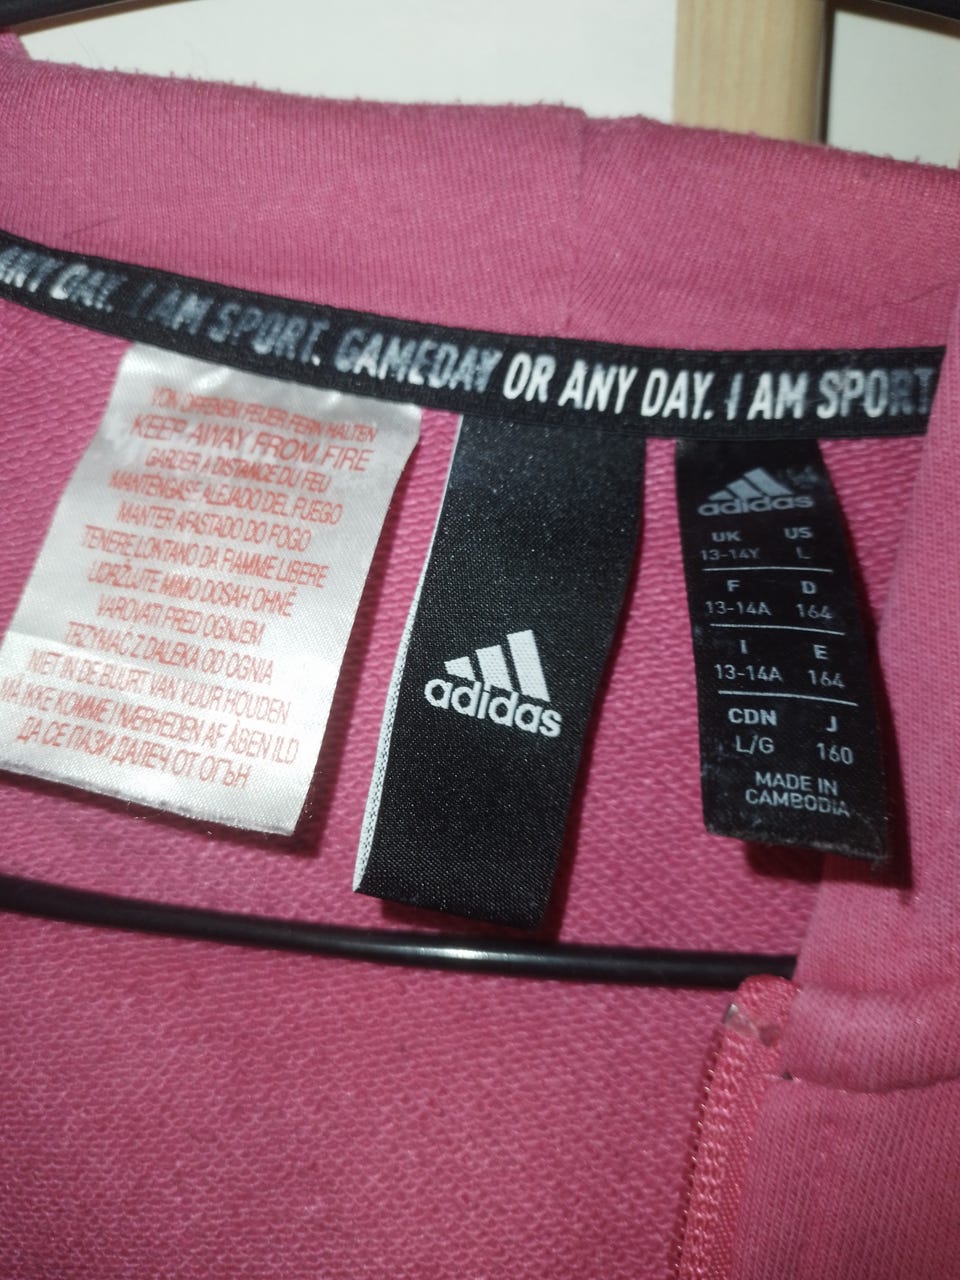 ANY DAY. I AM SPORT. GAMEDAY OR ANY DAY. I AM SPORT
VON OFFENEM FEUER FERN HALTEN
KEEP AWAY FROM FIRE
GARDER A DISTANCE DU FEU
MANTENGASE ALEJADO DEL FUEGO
MANTER AFASTADO DO FOGO
TENERE LONTANO DA FIAMME LIBERE
UDRŽUJTE MIMO DOSAH OHNĚ
VAROVATI PRED OGNJEM
TRZYMAĆ Z DALEKA OD OGNIA
NIET IN DE BUURT VAN VUUR HOUDEN
MÅ IKKE KOMME I NÆRHEDEN AF ÅBEN ILD
ДА СЕ ПАЗИ ДАЛЕЧ ОТ ОГЪН
adidas
164
adidas
UK US
13-14Y L
F D
13-14A 164
I E
13-14A 164
CDN J
L/G 160
MADE IN
CAMBODIA